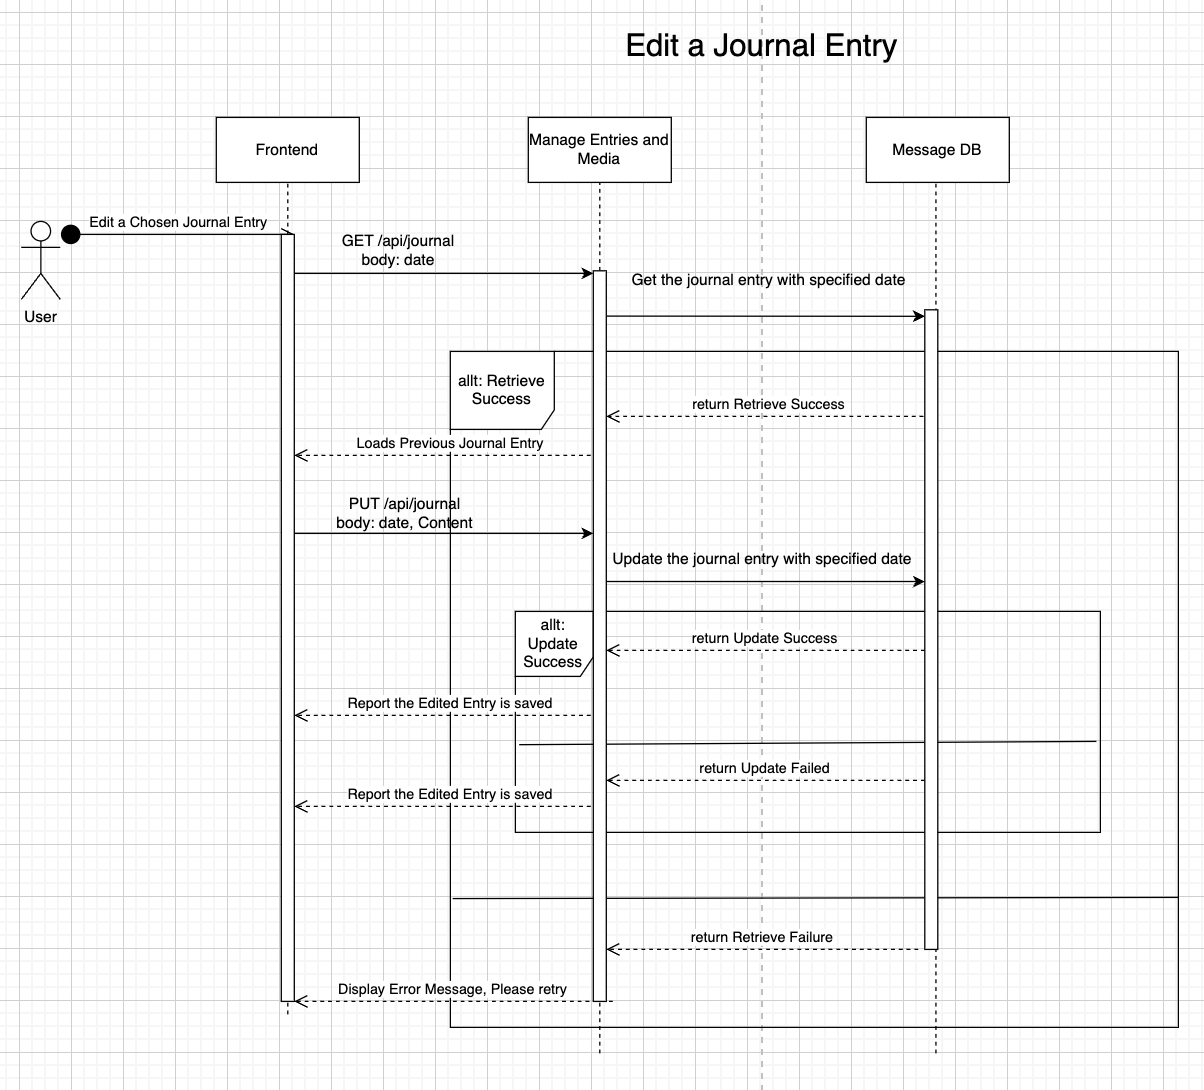 Edit a Journal Entry
Frontend
Manage Entries and
Media
Message DB
Edit a Chosen Journal Entry
User
GET /api/journal
body: date
Get the journal entry with specified date
allt: Retrieve
Success
return Retrieve Success
Loads Previous Journal Entry
PUT /api/journal
body: date, Content
Update the journal entry with specified date
allt:
Update
Success
return Update Success
Report the Edited Entry is saved
return Update Failed
Report the Edited Entry is saved
return Retrieve Failure
Display Error Message, Please retry